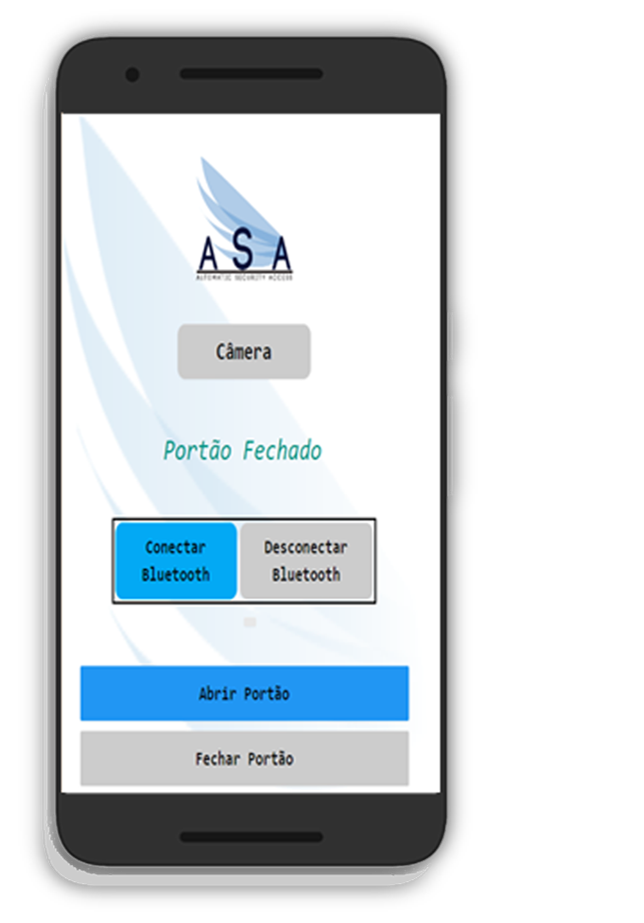 ASA
AUTOMATIC SECURITY ACCESS
Câmera
Portão Fechado
Conectar
Bluetooth
Desconectar
Bluetooth
Abrir Portão
Fechar Portão